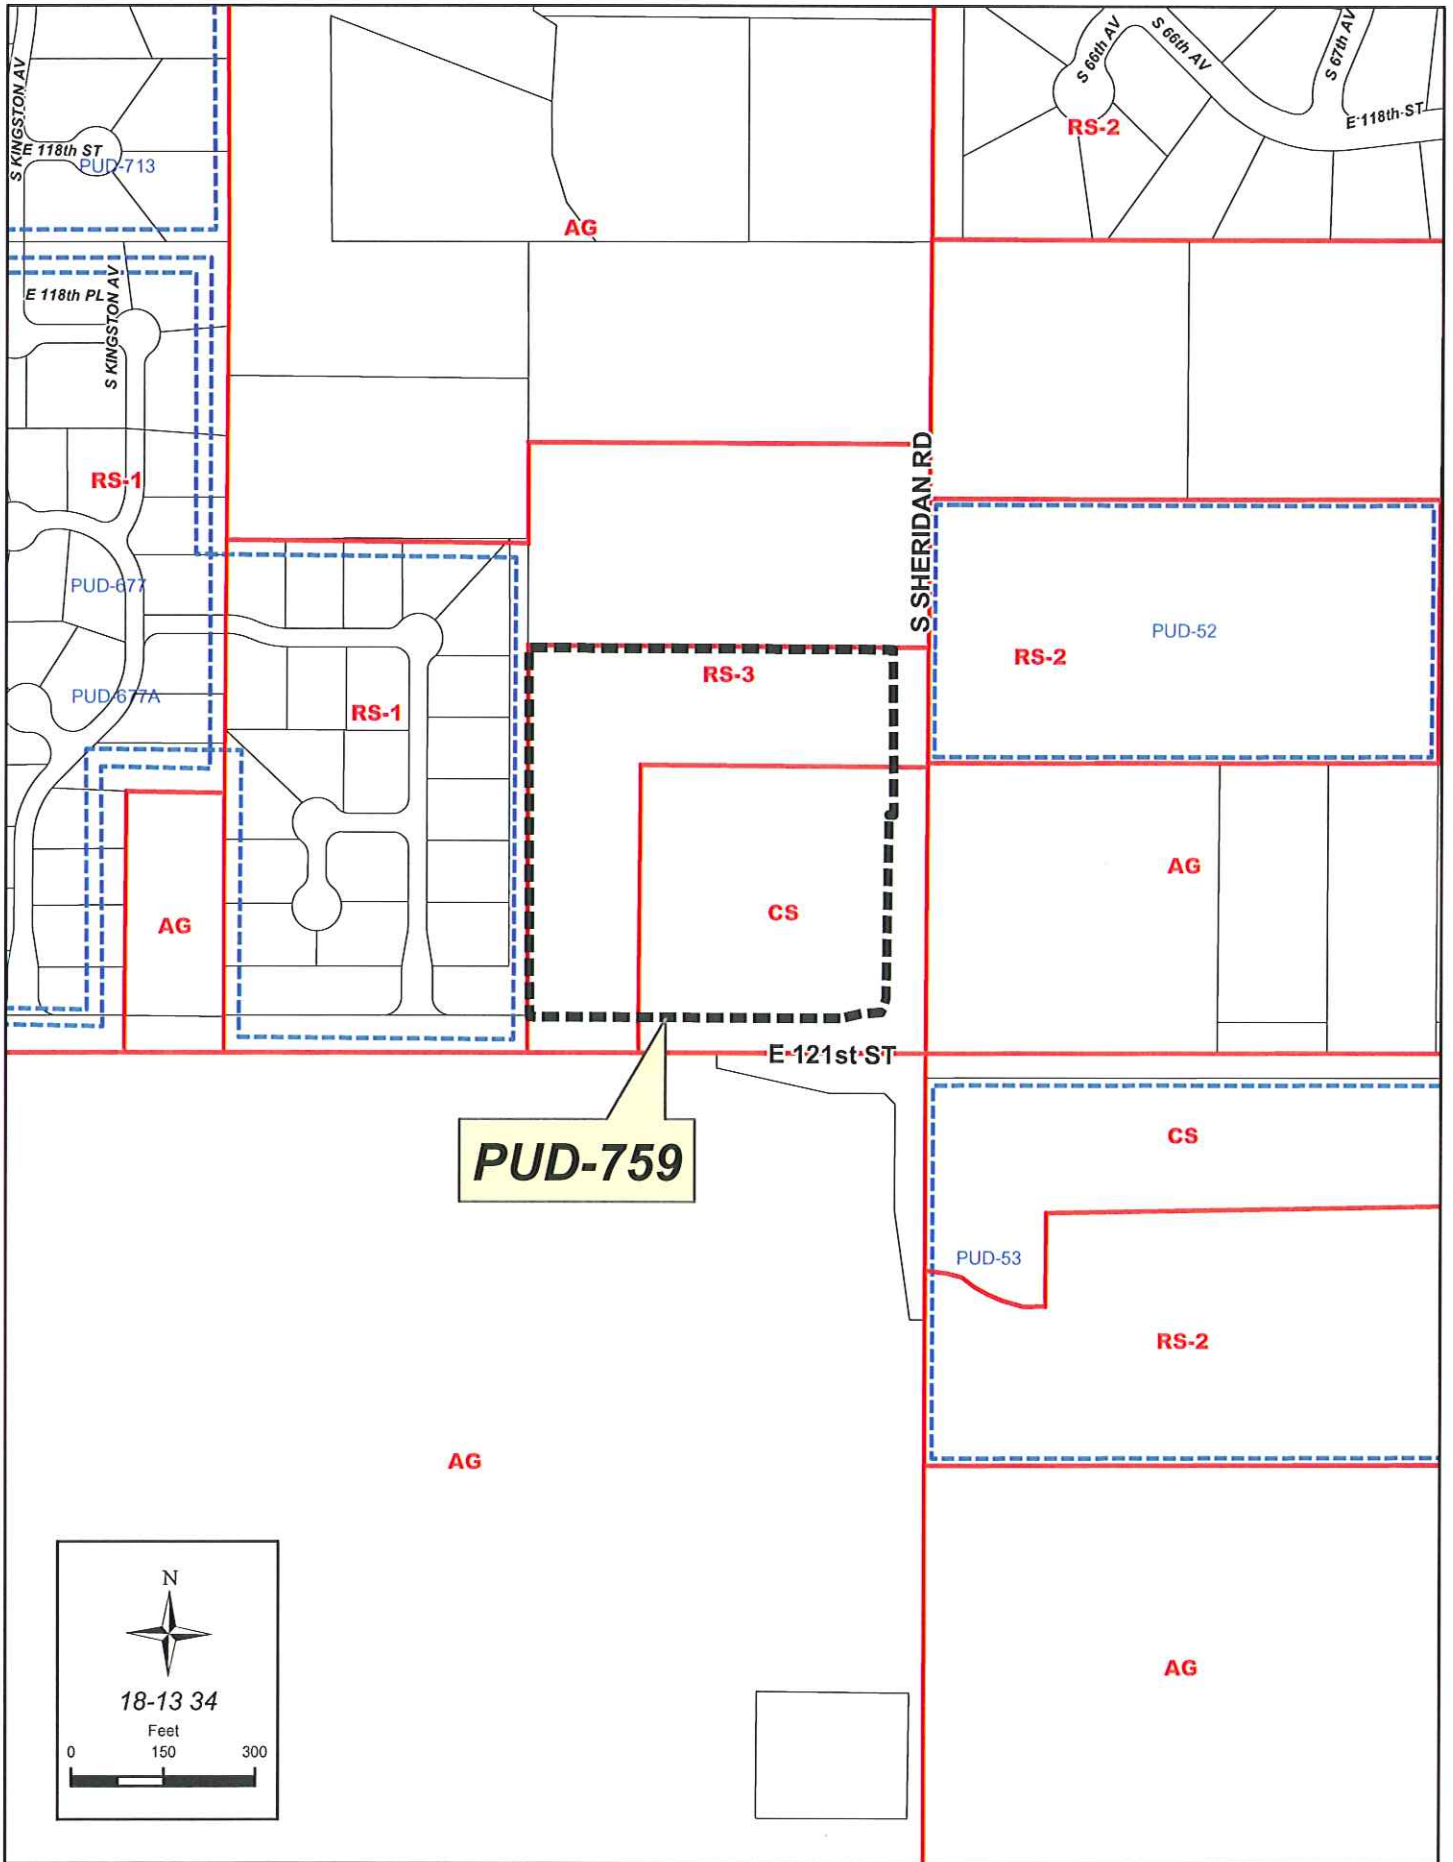 S KINGSTON AV
E 118th ST
PUD-713
AG
S 66th AV
S 66th AV
S 67th AV
E 118th ST
RS-2
E 118th PL
S KINGSTON AV
RS-1
S SHERIDAN RD
PUD-677
PUD-52
RS-2
RS-3
PUD-677A
RS-1
AG
CS
AG
E 121st ST
PUD-759
CS
PUD-53
RS-2
AG
N
18-13 34
Feet
0 150 300
AG